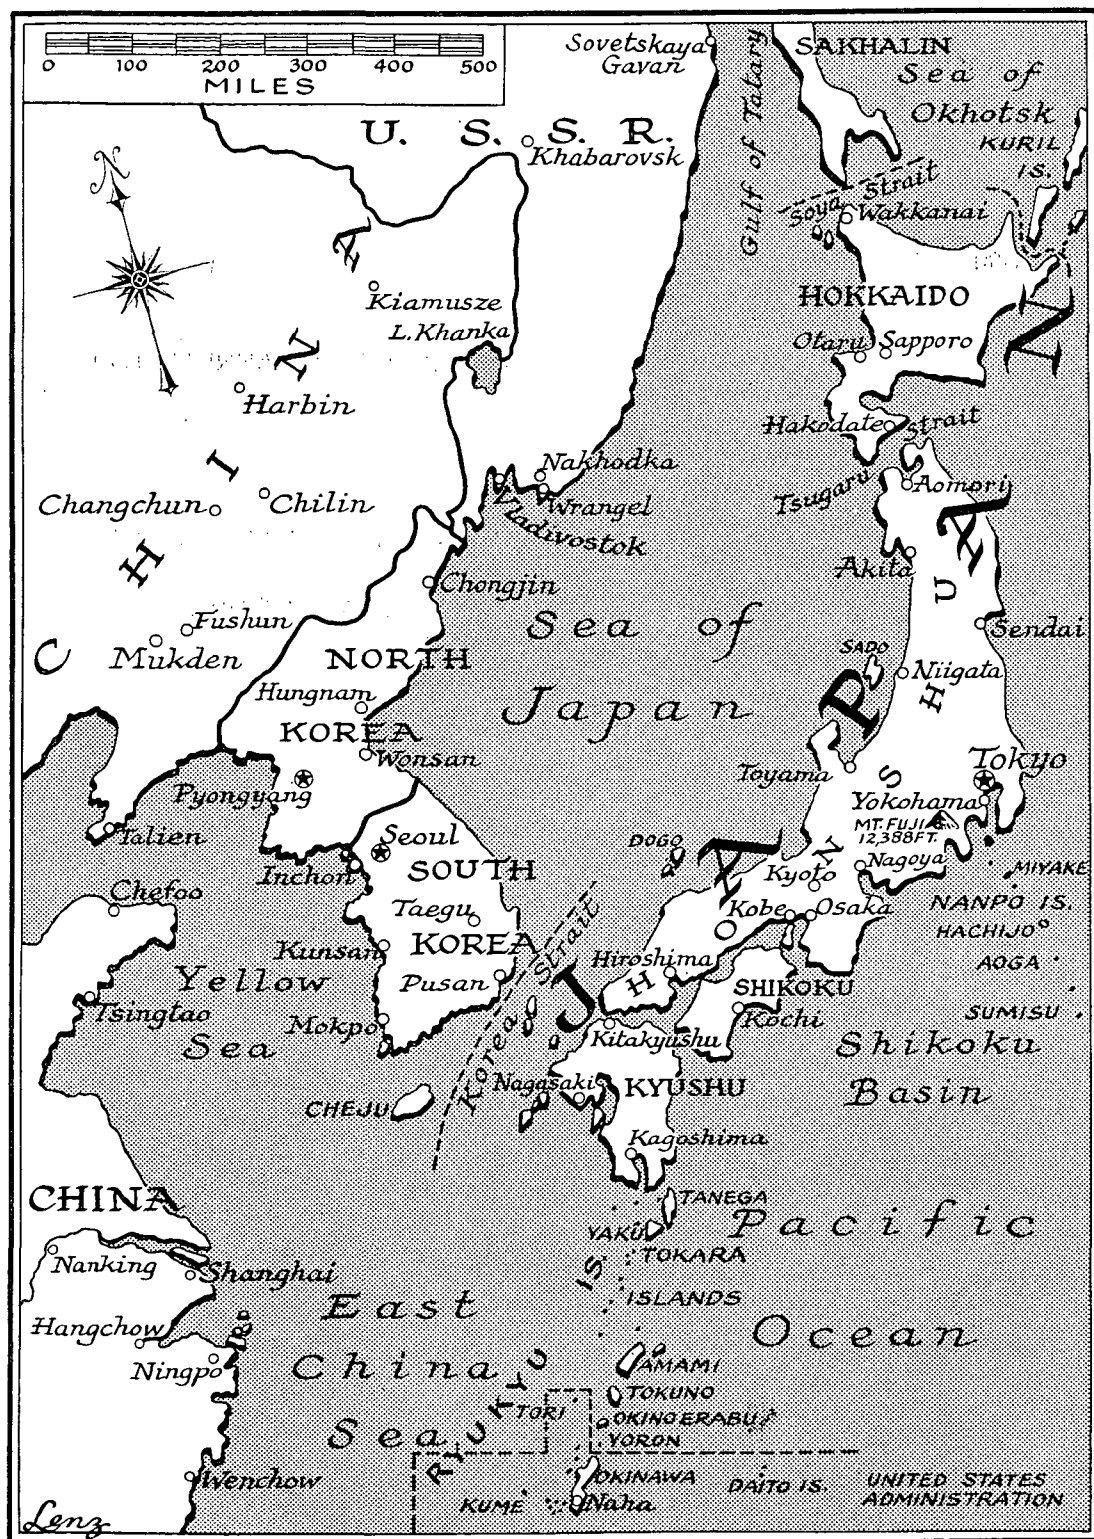 0 100 200 300 400 500
MILES
Sovetskaya
Gavan
SAKHALIN
Sea of
Okhotsk
KURIL
IS.
Gulf of Tatary
U. S. S. R.
Khabarovsk
Soya Strait
Wakkanai
N
CHINA
Kiamusze
L. Khanka
HOKKAIDO
Otaru
Sapporo
Harbin
Hakodate
Tsugaru Strait
Aomori
Changchun
Chilin
Nakhodka
Wrangel
Vladivostok
Akita
Chongjin
Sea of
Japan
JAPAN
HONSHU
Sendai
SADO
Niigata
Fushun
Mukden
NORTH
KOREA
Hungnam
Wonsan
Pyongyang
Toyama
Tokyo
Yokohama
MT. FUJI
12,388 FT.
Talien
Seoul
Inchon
SOUTH
KOREA
DOGO
Kyoto
Nagoya
MIYAKE
Chefoo
Taegu
Kobe
Osaka
NANPO IS.
HACHIJO
Kunsan
Korea Strait
Hiroshima
AOGA
Yellow
Sea
Pusan
SHIKOKU
Kochi
SUMISU
Tsingtao
Mokpo
Kitakyushu
Shikoku
Basin
Nagasaki
KYUSHU
CHEJU
Kagoshima
CHINA
TANEGA
YAKU
Pacific
Ocean
TOKARA
ISLANDS
Nanking
Shanghai
East
China
Sea
Hangchow
Ningpo
RYUKYU IS.
AMAMI
TORI
TOKUNO
OKINO ERABU
YORON
Wenchow
OKINAWA
DAITO IS.
UNITED STATES
ADMINISTRATION
KUME
Naha
Lenz